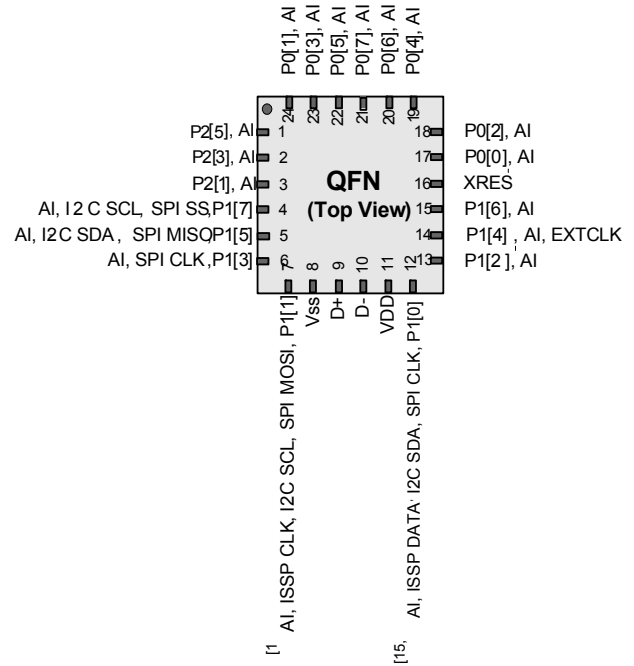 P0[1], AI
P0[3], AI
P0[5], AI
P0[7], AI
P0[6], AI
P0[4], AI
24
23
22
21
20
19
P2[5], AI
1
18
P0[2], AI
P2[3], AI
2
17
P0[0], AI
P2[1], AI
3
QFN
16
XRES
AI, I2 C SCL, SPI SS, P1[7]
4
(Top View)
15
P1[6], AI
AI, I2C SDA , SPI MISO, P1[5]
5
14
P1[4] , AI, EXTCLK
AI, SPI CLK, P1[3]
6
13
P1[2 ], AI
7
8
9
10
11
12
AI, ISSP CLK, I2C SCL, SPI MOSI, P1[1]
Vss
D+
D-
VDD
AI, ISSP DATA, I2C SDA, SPI CLK, P1[0]
[1
[15,